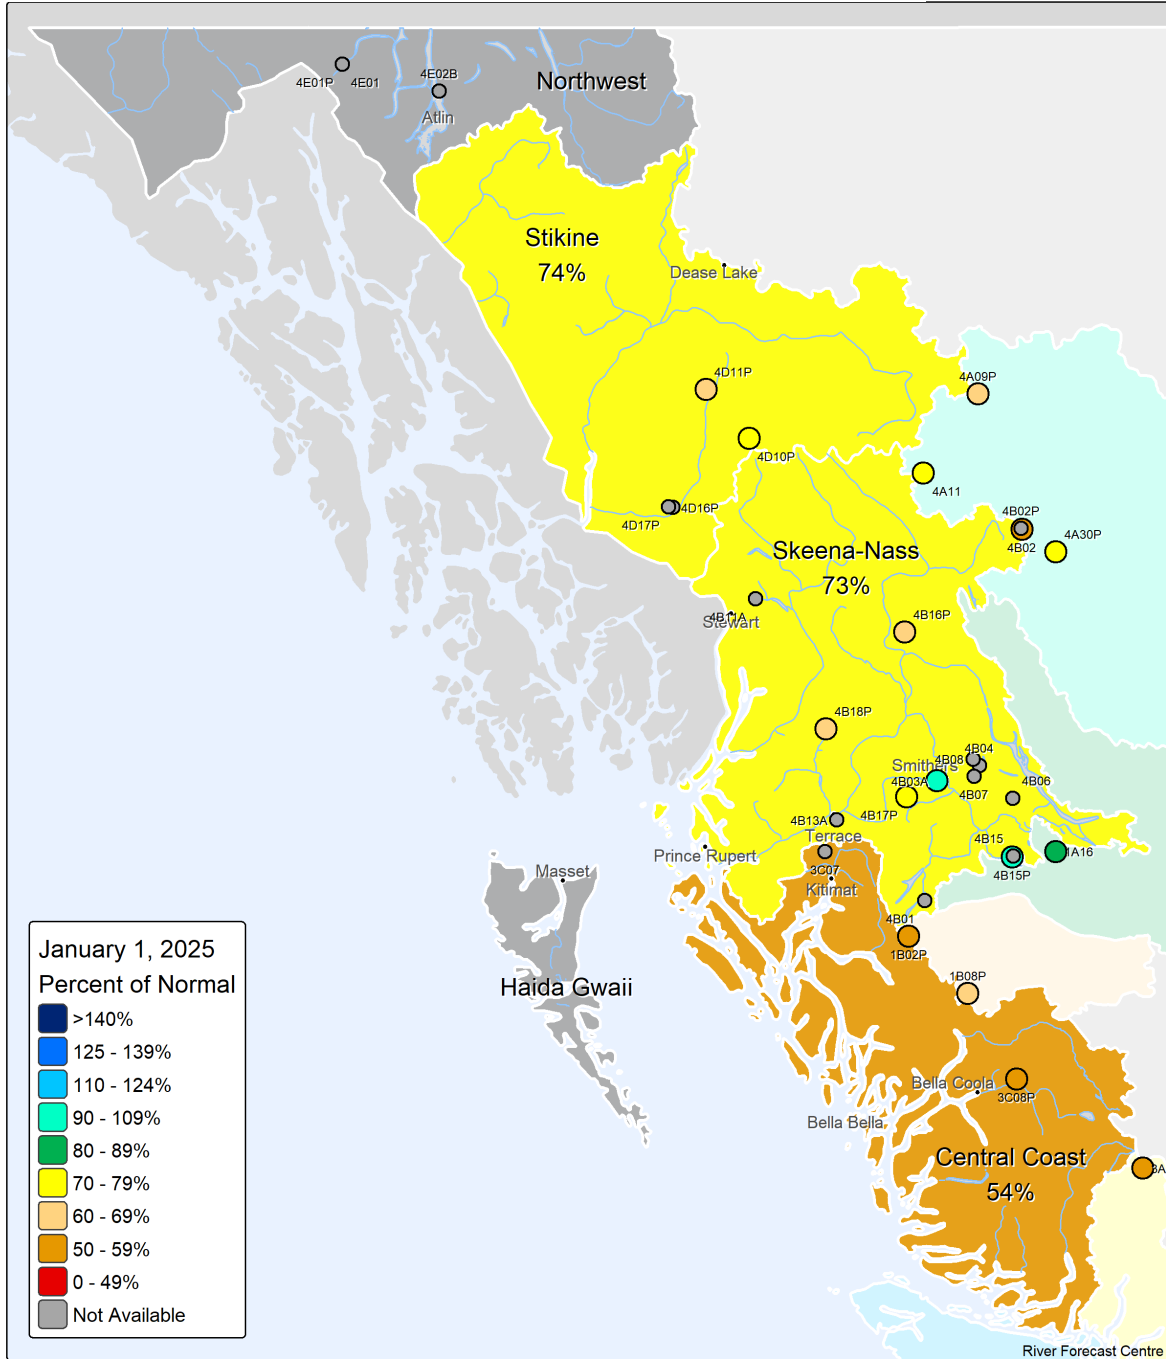 Northwest
4E01P
4E01
4E02B
Atlin
Stikine
74%
Dease Lake
4D11P
4A09P
4D10P
4A11
4D16P
4D17P
4B02P
4B02
4A30P
Skeena-Nass
73%
4B11A
Stewart
4B16P
4B18P
4B04
4B08
Smithers
4B03A
4B07
4B06
4B17P
4B13A
Terrace
4B15
1A16
4B15P
Prince Rupert
3C07
Kitimat
Masset
4B01
1B02P
1B08P
Haida Gwaii
Bella Coola
3C08P
Bella Bella
Central Coast
54%
3A
January 1, 2025
Percent of Normal
>140%
125 - 139%
110 - 124%
90 - 109%
80 - 89%
70 - 79%
60 - 69%
50 - 59%
0 - 49%
Not Available
River Forecast Centre